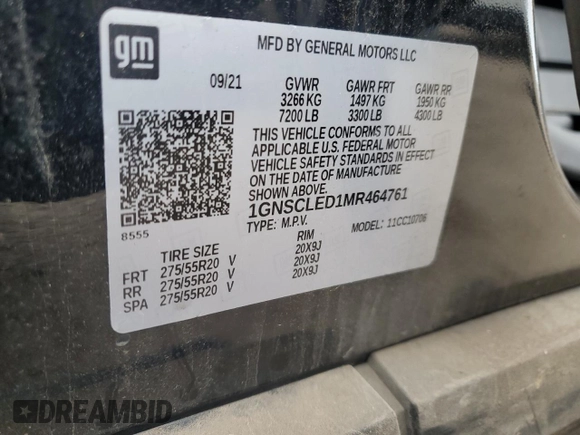 gm
MFD BY GENERAL MOTORS LLC
09/21 GVWR GAWR FRT GAWR RR
3266 KG 1497 KG 1950 KG
7200 LB 3300 LB 4300 LB
THIS VEHICLE CONFORMS TO ALL
APPLICABLE U.S. FEDERAL MOTOR
VEHICLE SAFETY STANDARDS IN EFFECT
ON THE DATE OF MANUFACTURE
SHOWN ABOVE.
1GNSCLED1MR464761
8555
TYPE: M.P.V. MODEL: 11CC10706
TIRE SIZE RIM
FRT 275/55R20 V 20X9J
RR 275/55R20 V 20X9J
SPA 275/55R20 V 20X9J
DREAMBID